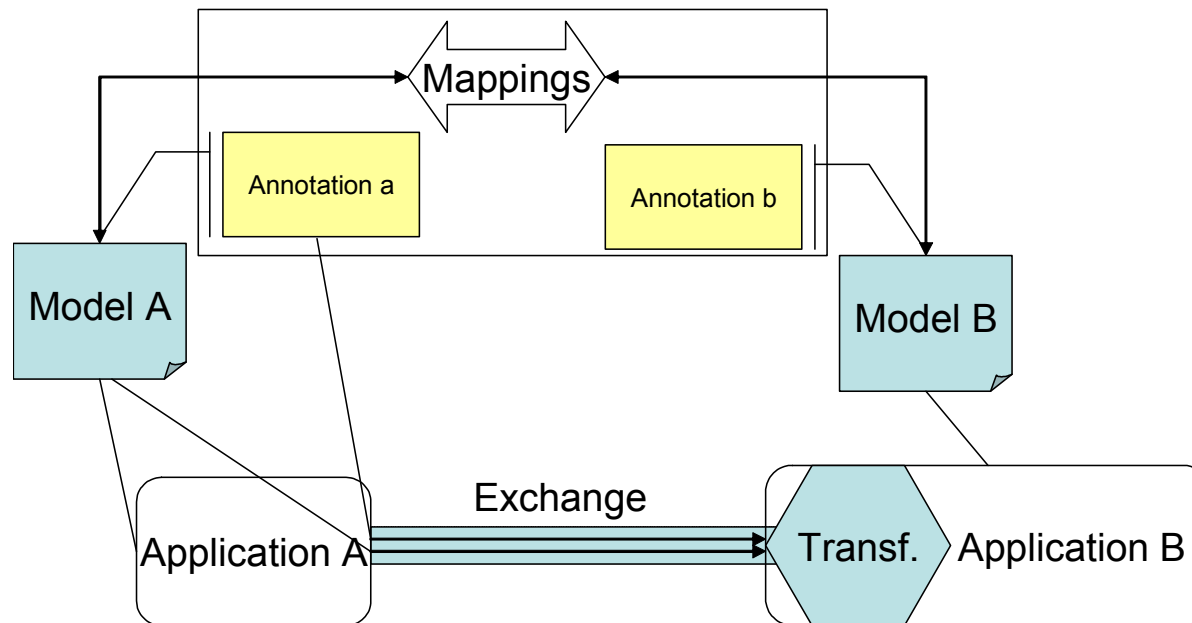 Mappings
Annotation a
Annotation b
Model A
Model B
Exchange
Application A
Transf.
Application B